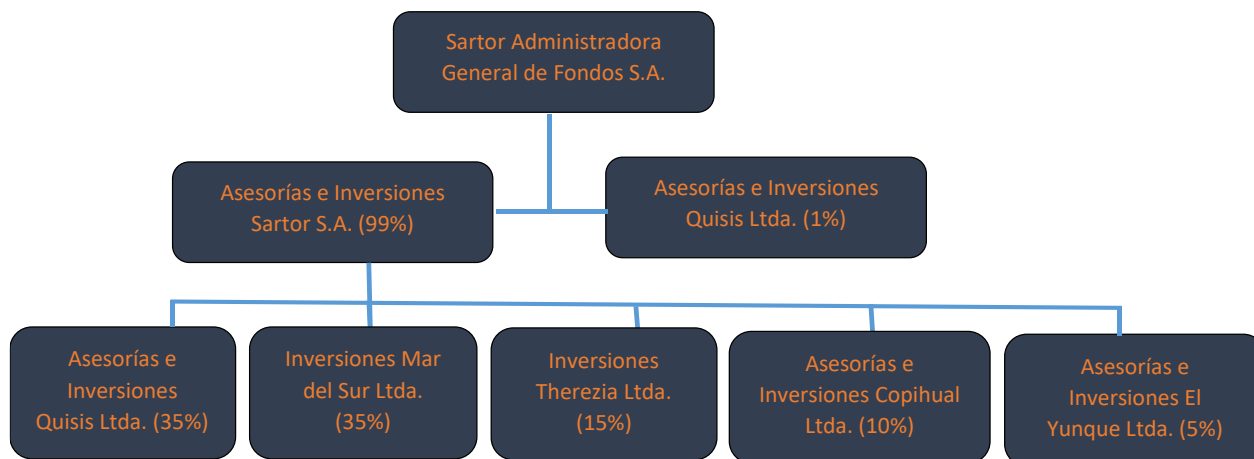 Sartor Administradora
General de Fondos S.A.
Asesorías e Inversiones
Sartor S.A. (99%)
Asesorías e Inversiones
Quisis Ltda. (1%)
Asesorías e
Inversiones
Quisis Ltda. (35%)
Inversiones Mar
del Sur Ltda.
(35%)
Inversiones
Therezia Ltda.
(15%)
Asesorías e
Inversiones Copihual
Ltda. (10%)
Asesorías e
Inversiones El
Yunque Ltda. (5%)